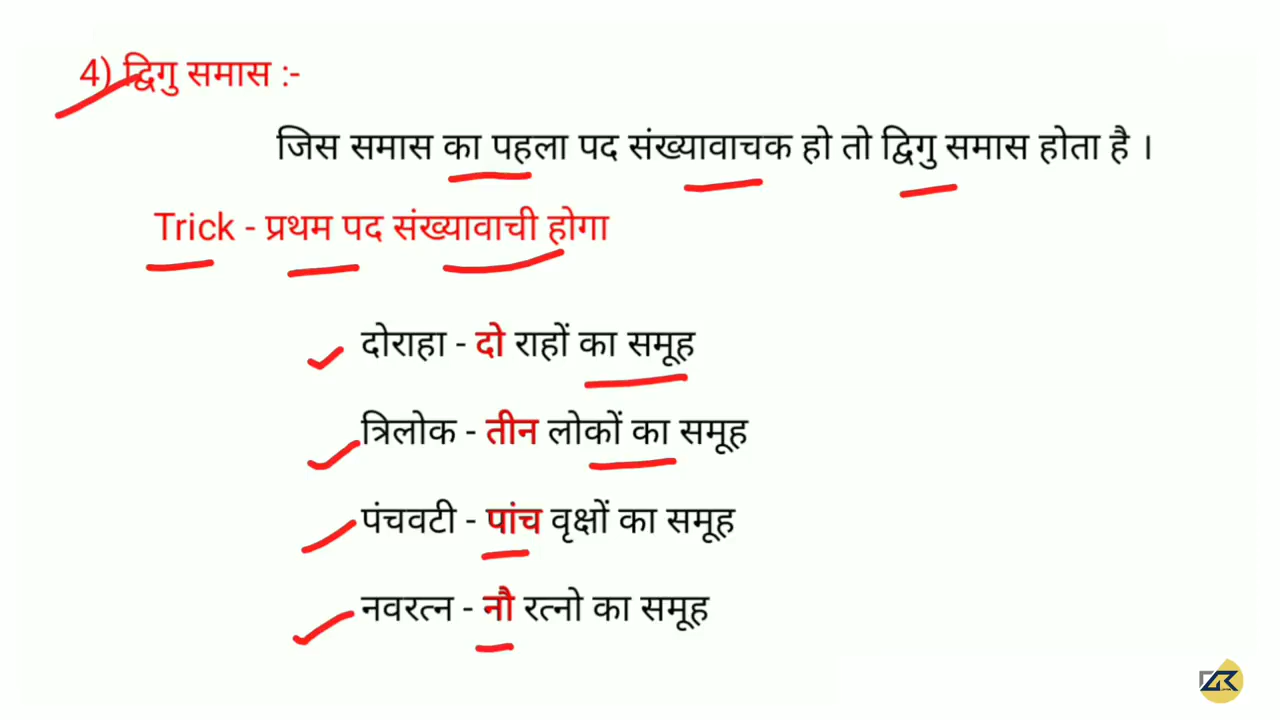 4) द्विगु समास :-
जिस समास का पहला पद संख्यावाचक हो तो द्विगु समास होता है ।
Trick - प्रथम पद संख्यावाची होगा
दोराहा - दो राहों का समूह
त्रिलोक - तीन लोकों का समूह
पंचवटी - पांच वृक्षों का समूह
नवरत्न - नौ रत्नो का समूह